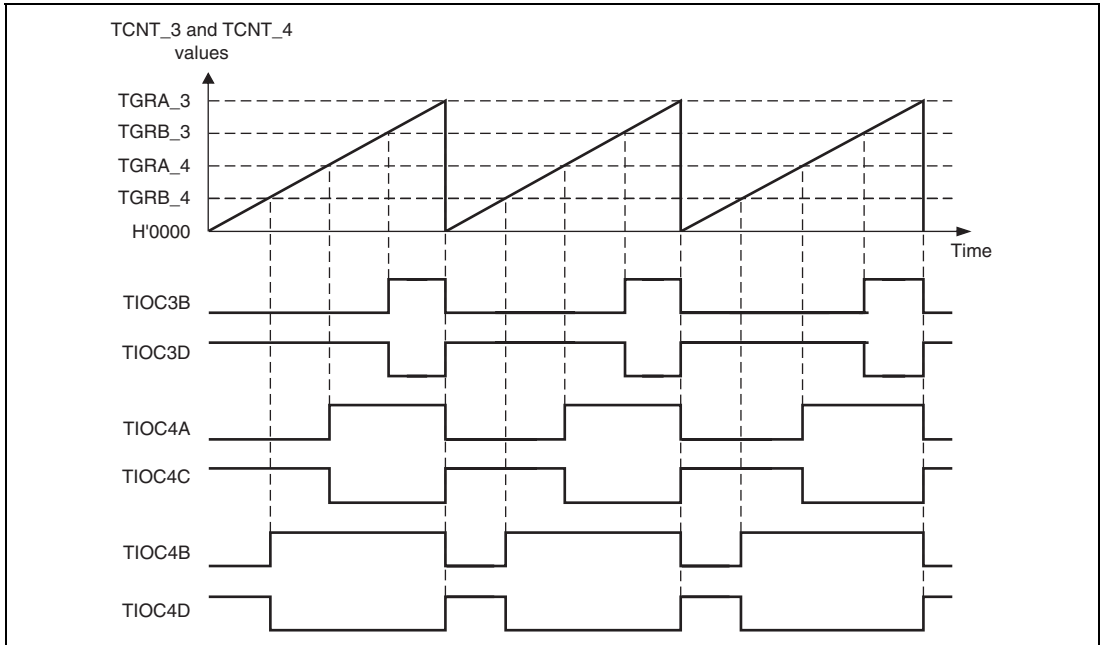 TCNT_3 and TCNT_4
values
TGRA_3
TGRB_3
TGRA_4
TGRB_4
H'0000
Time
TIOC3B
TIOC3D
TIOC4A
TIOC4C
TIOC4B
TIOC4D